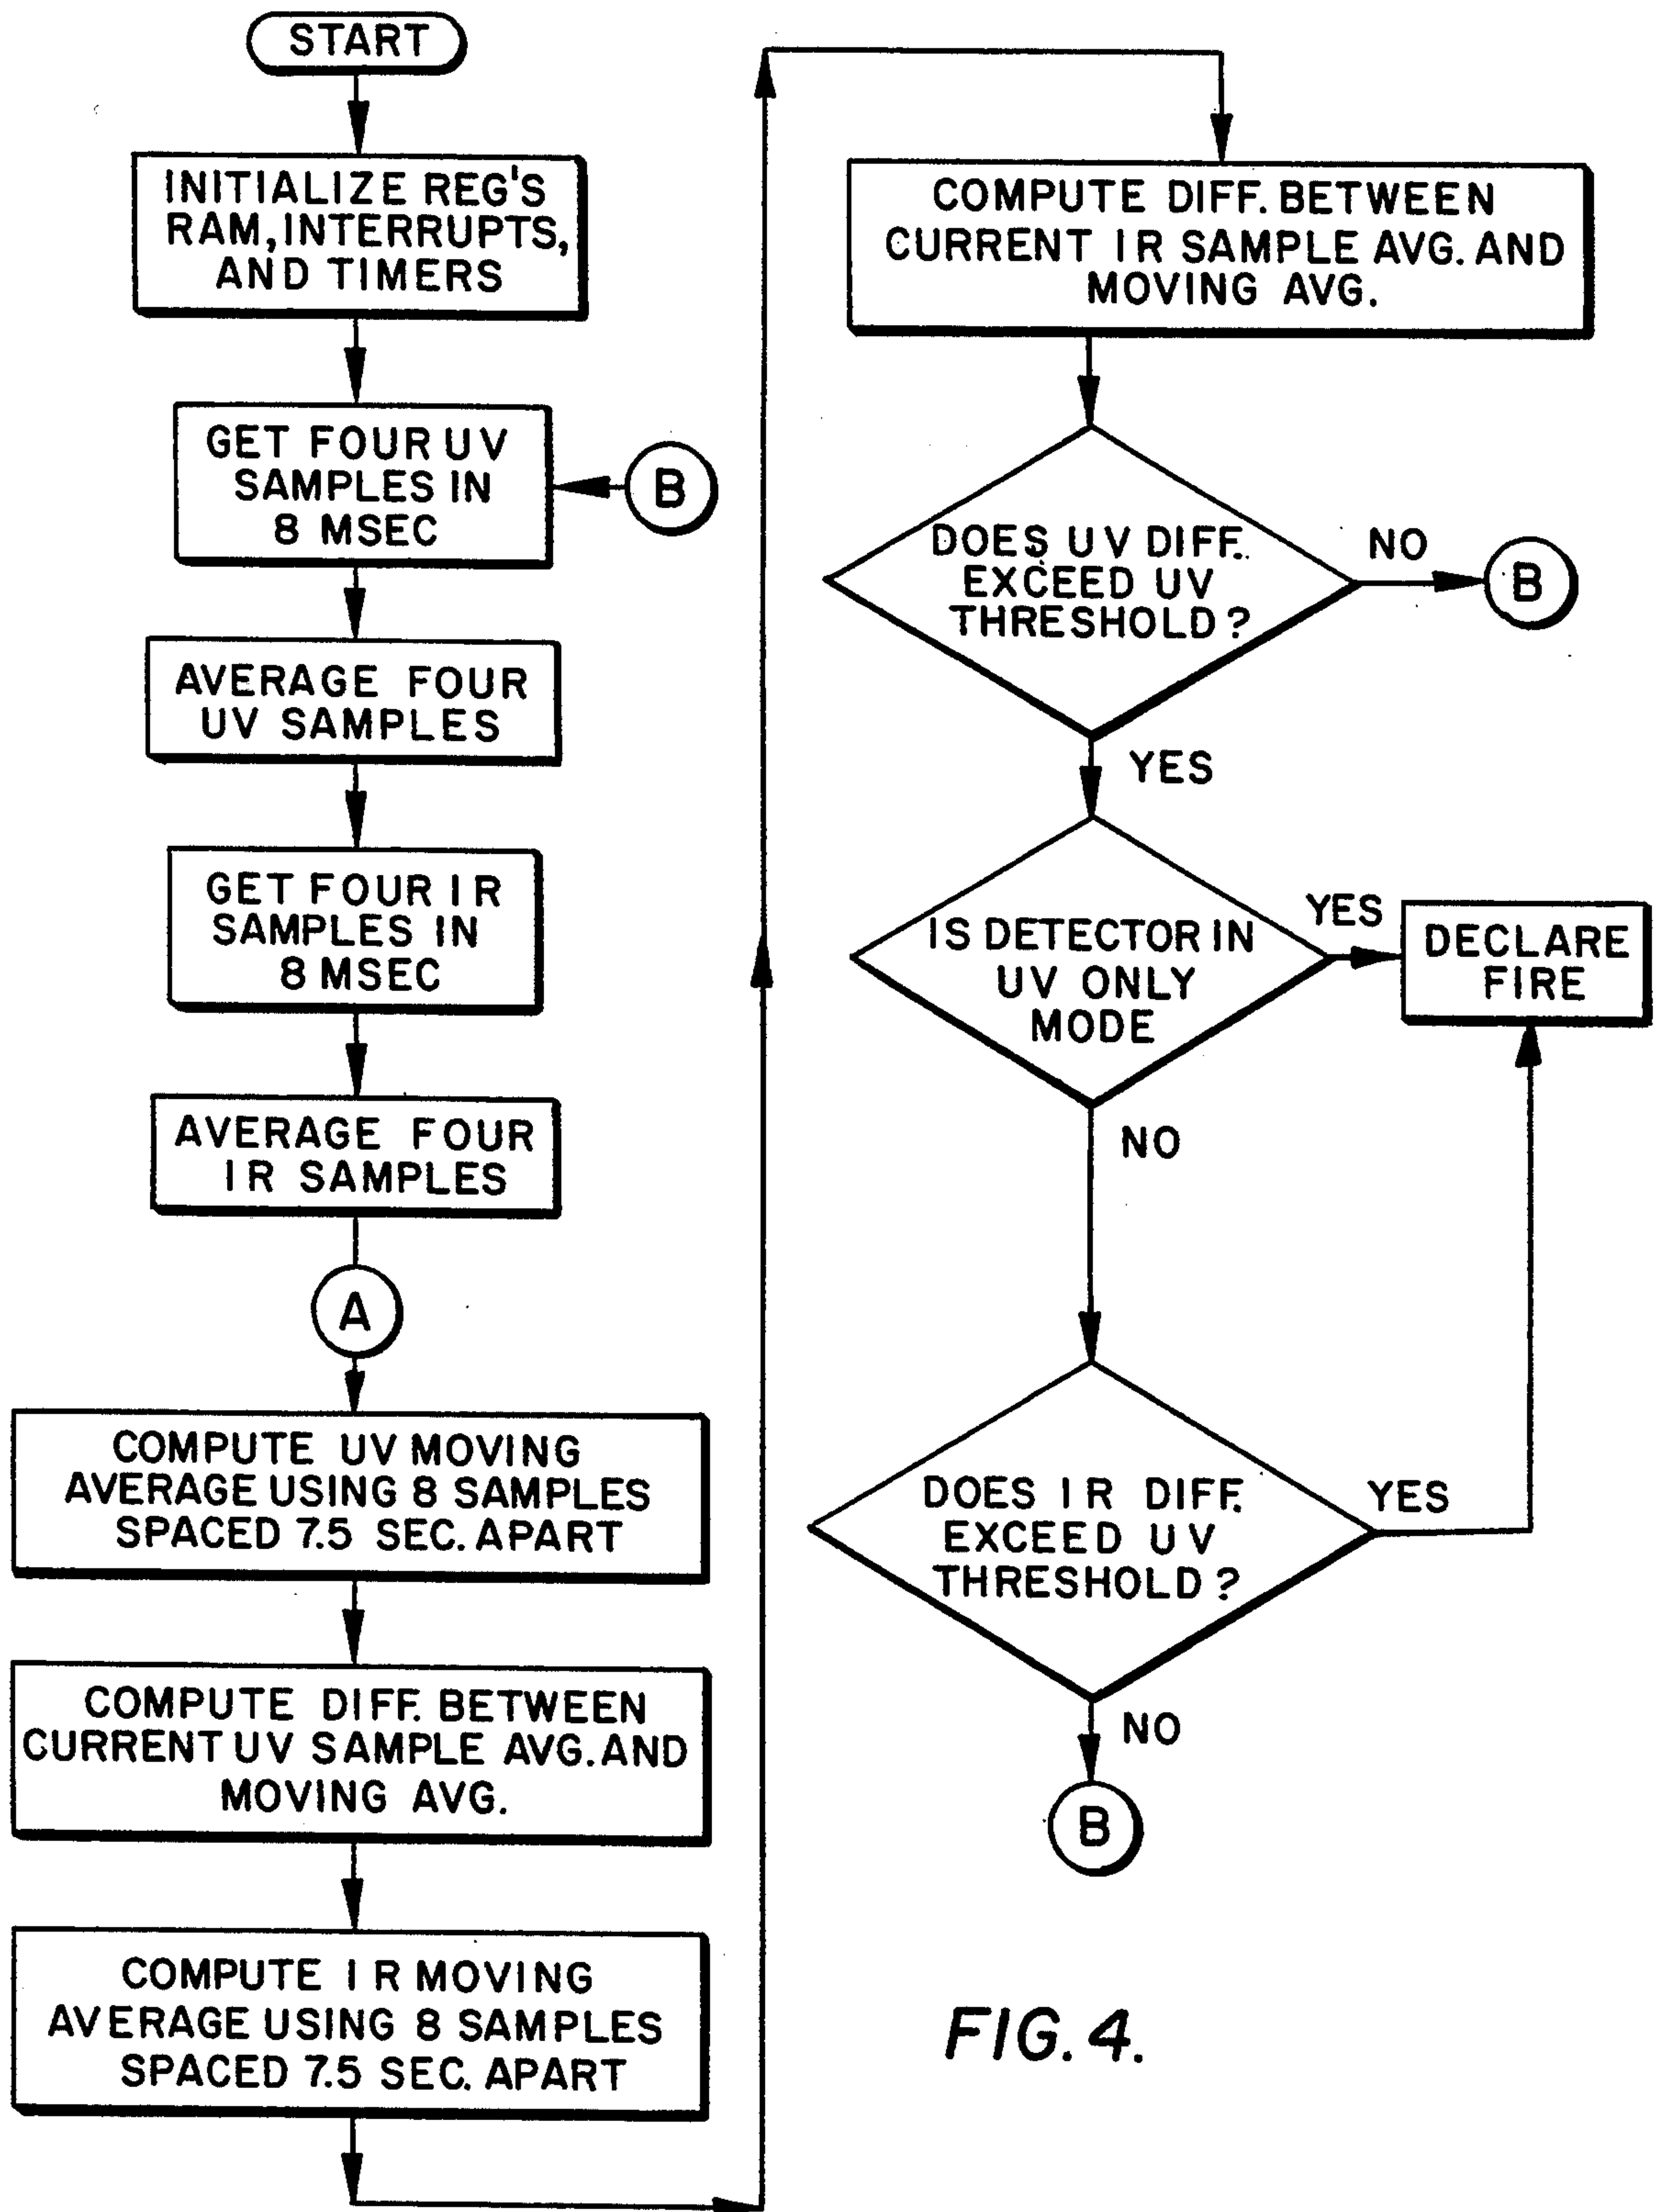 START
INITIALIZE REG'S
RAM, INTERRUPTS,
AND TIMERS
GET FOUR UV
SAMPLES IN
8 MSEC
B
AVERAGE FOUR
UV SAMPLES
GET FOUR IR
SAMPLES IN
8 MSEC
AVERAGE FOUR
IR SAMPLES
A
COMPUTE UV MOVING
AVERAGE USING 8 SAMPLES
SPACED 7.5 SEC. APART
COMPUTE DIFF. BETWEEN
CURRENT UV SAMPLE AVG. AND
MOVING AVG.
COMPUTE IR MOVING
AVERAGE USING 8 SAMPLES
SPACED 7.5 SEC. APART
COMPUTE DIFF. BETWEEN
CURRENT IR SAMPLE AVG. AND
MOVING AVG.
DOES UV DIFF.
EXCEED UV
THRESHOLD?
NO
B
YES
IS DETECTOR IN
UV ONLY
MODE
YES
DECLARE
FIRE
NO
DOES IR DIFF.
EXCEED UV
THRESHOLD?
YES
NO
B
FIG. 4.